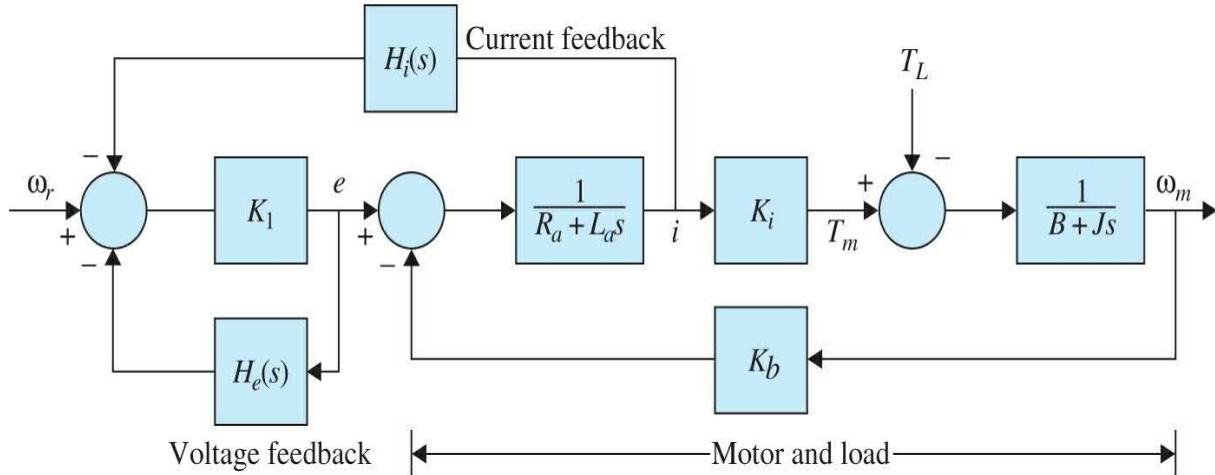 H_i(s)
Current feedback
T_L
−
−
ω_r
+
K_1
e
+
−
1
R_a + L_a s
i
K_i
T_m
+
1
B + Js
ω_m
−
H_e(s)
K_b
Voltage feedback
Motor and load